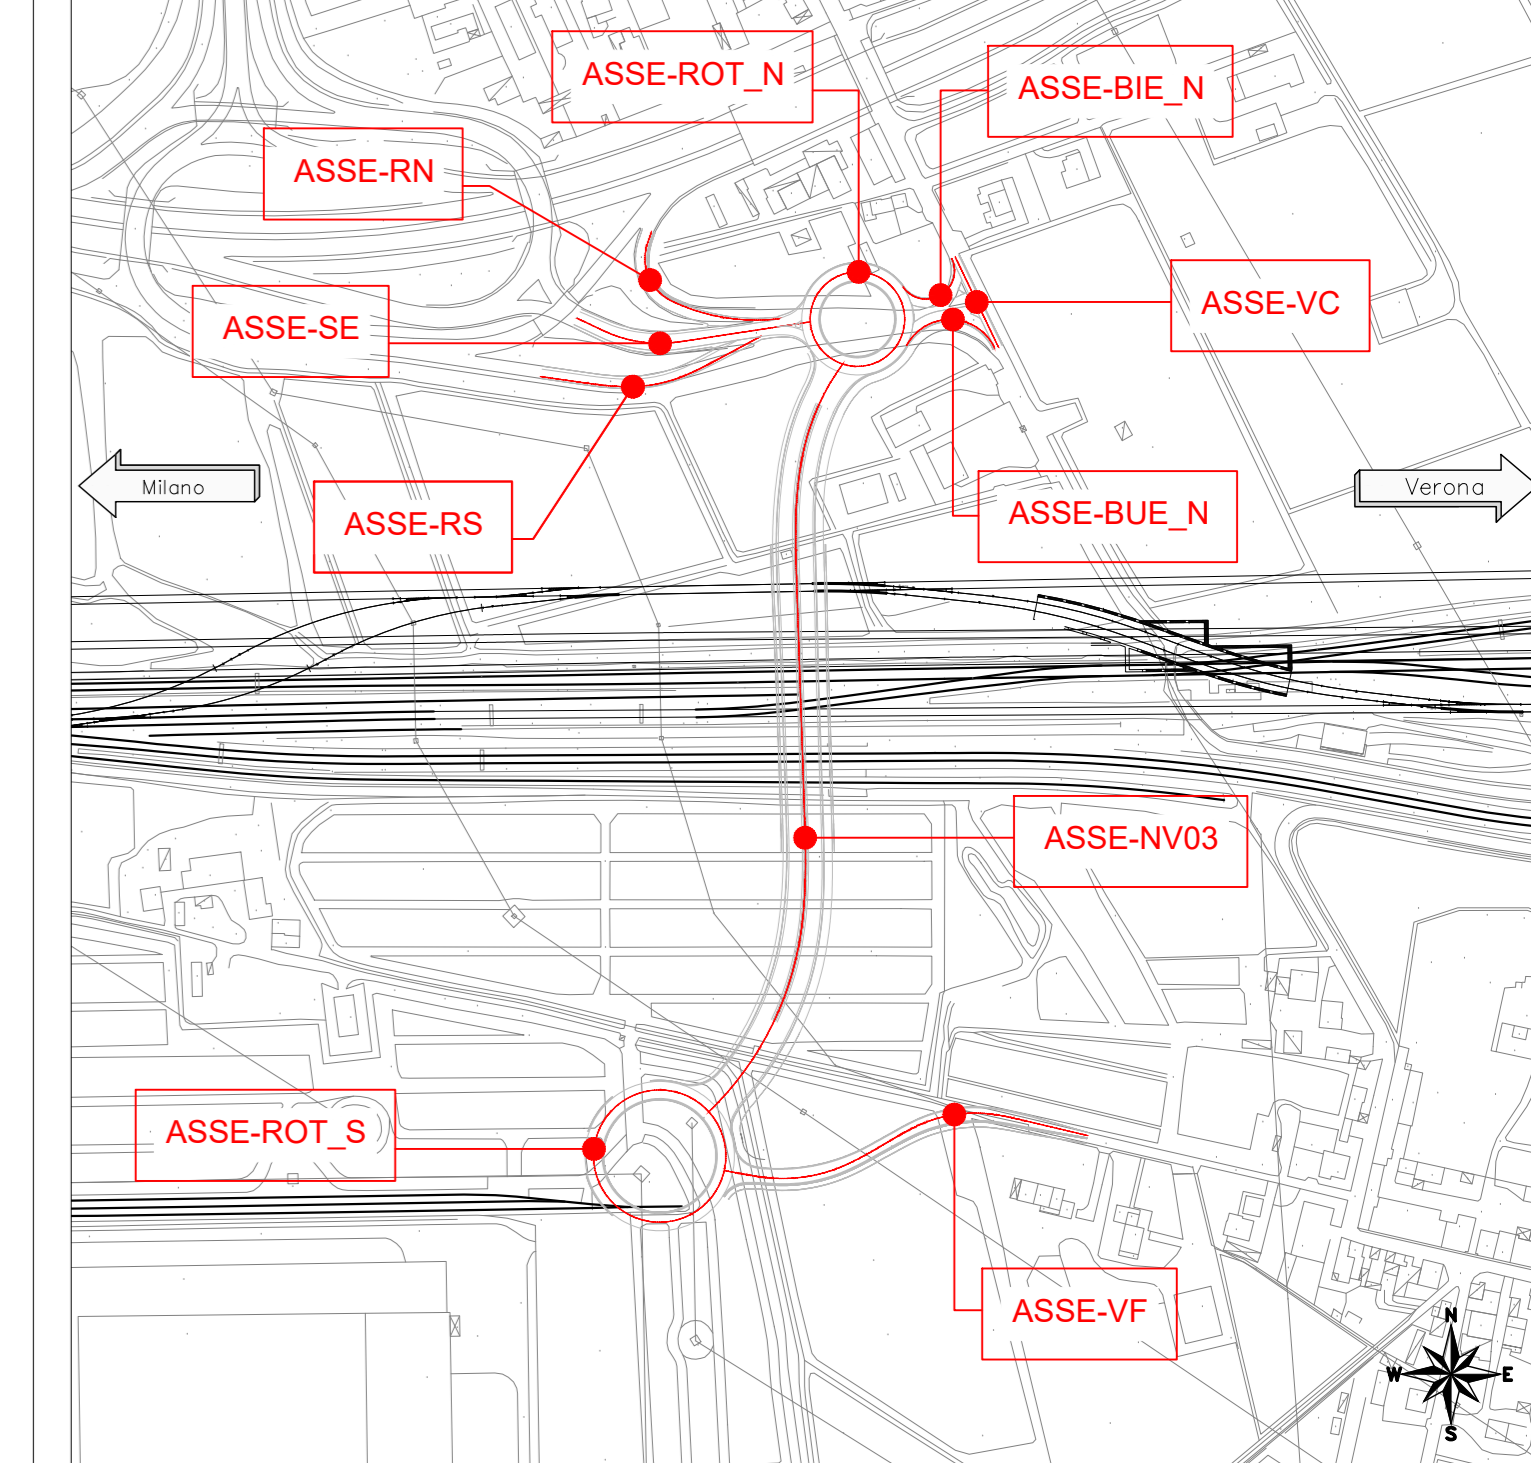 ASSE-ROT_N
ASSE-BIE_N
ASSE-RN
ASSE-VC
ASSE-SE
Milano
Verona
ASSE-RS
ASSE-BUE_N
ASSE-NV03
ASSE-ROT_S
ASSE-VF
N
W
E
S